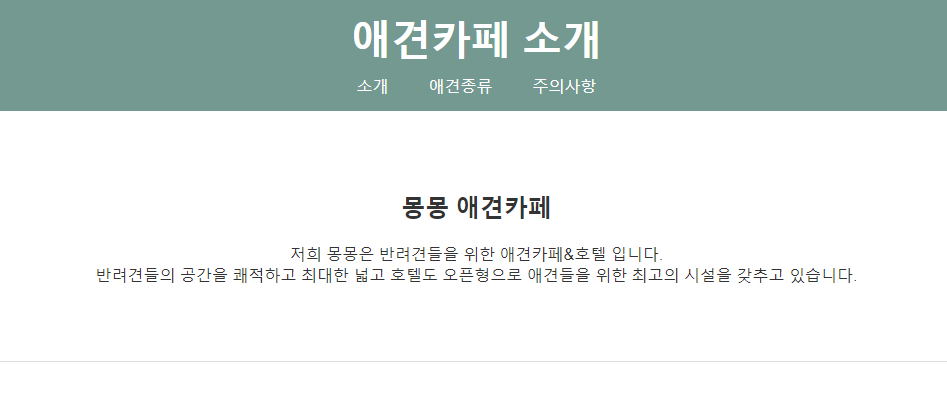 애견카페 소개
소개 애견종류 주의사항
몽몽 애견카페
저희 몽몽은 반려견들을 위한 애견카페&호텔 입니다.
반려견들의 공간을 쾌적하고 최대한 넓고 호텔도 오픈형으로 애견들을 위한 최고의 시설을 갖추고 있습니다.